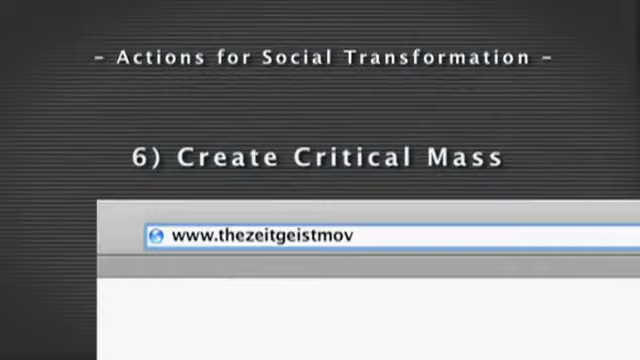 - Actions for Social Transformation -
6) Create Critical Mass
www.thezeitgeistmov